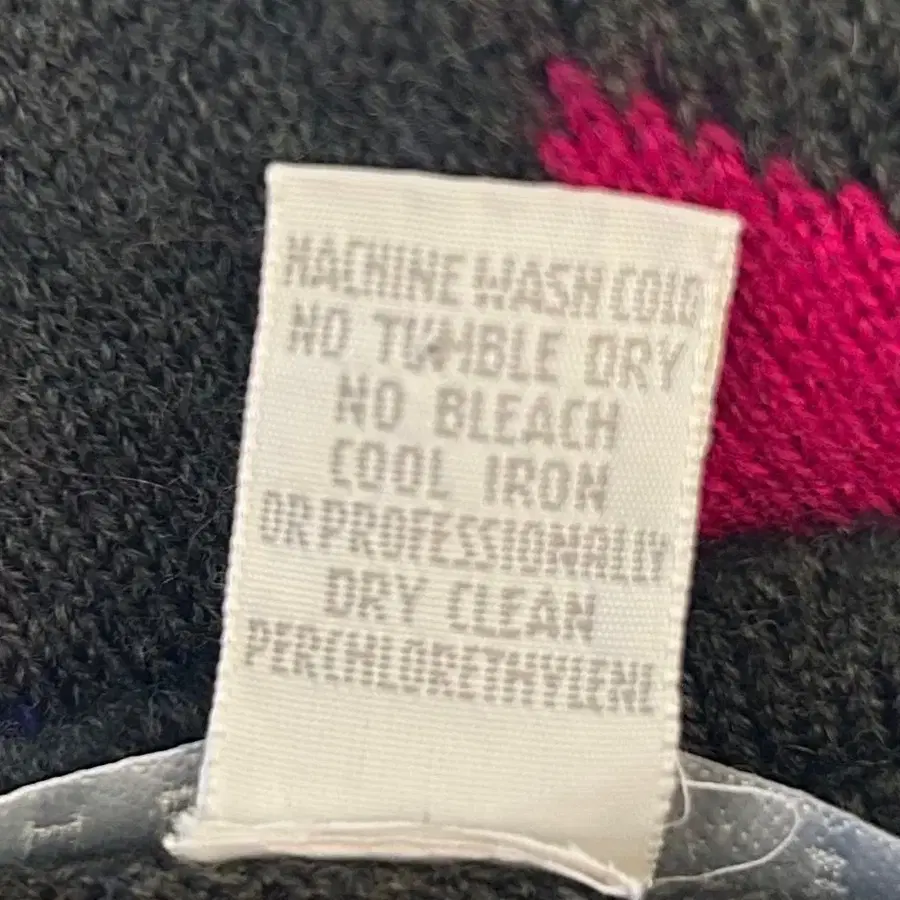 MACHINE WASH COLD
NO TUMBLE DRY
NO BLEACH
COOL IRON
OR PROFESSIONALLY
DRY CLEAN
PERCHLORETHYLENE